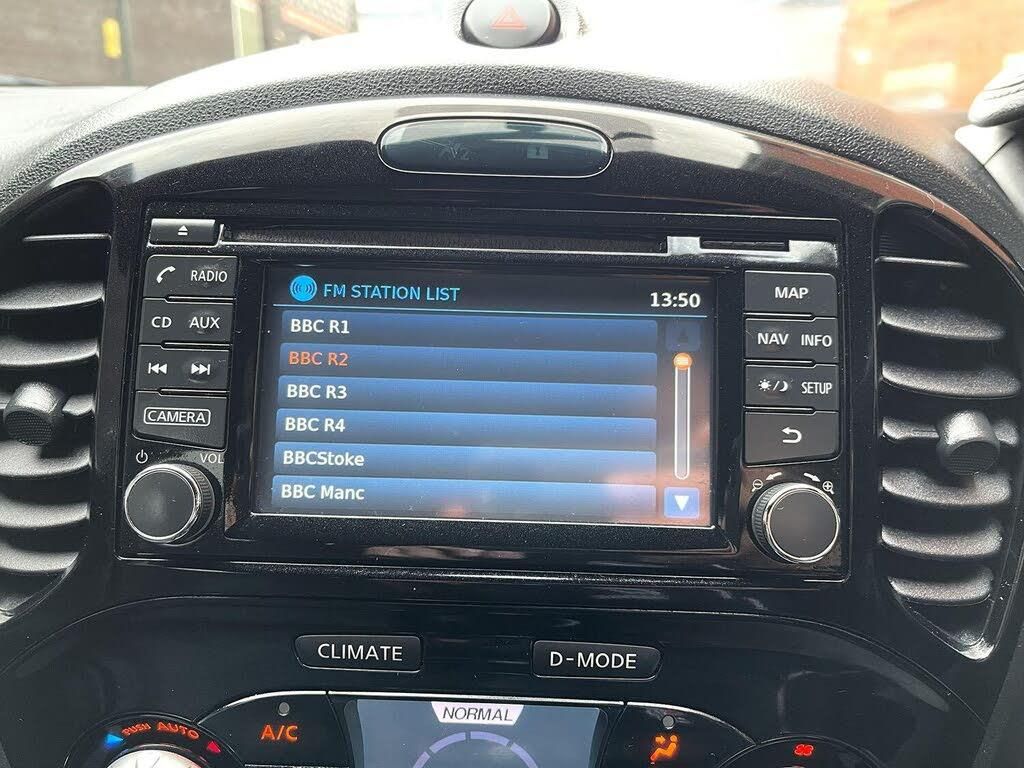 FM STATION LIST
13:50
BBC R1
BBC R2
BBC R3
BBC R4
BBCStoke
BBC Manc
RADIO
CD AUX
CAMERA
VOL
MAP
NAV INFO
SETUP
CLIMATE
D-MODE
NORMAL
PUSH AUTO
A/C